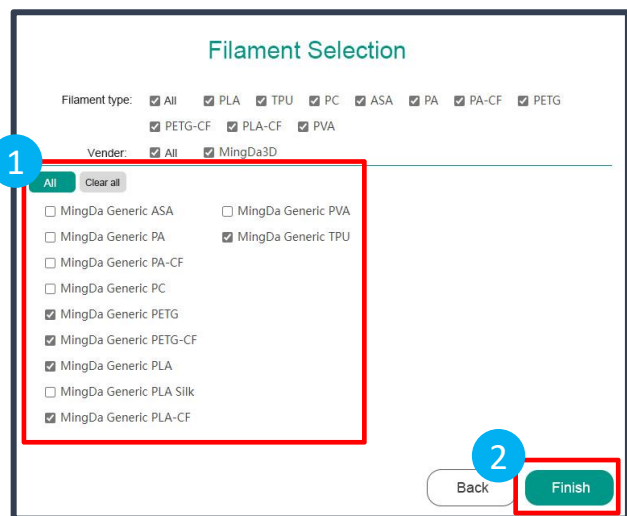 Filament Selection
Filament type: All PLA TPU PC ASA PA PA-CF PETG
PETG-CF PLA-CF PVA
Vender: All MingDa3D
1
All Clear all
MingDa Generic ASA MingDa Generic PVA
MingDa Generic PA MingDa Generic TPU
MingDa Generic PA-CF
MingDa Generic PC
MingDa Generic PETG
MingDa Generic PETG-CF
MingDa Generic PLA
MingDa Generic PLA Silk
MingDa Generic PLA-CF
2
Back Finish